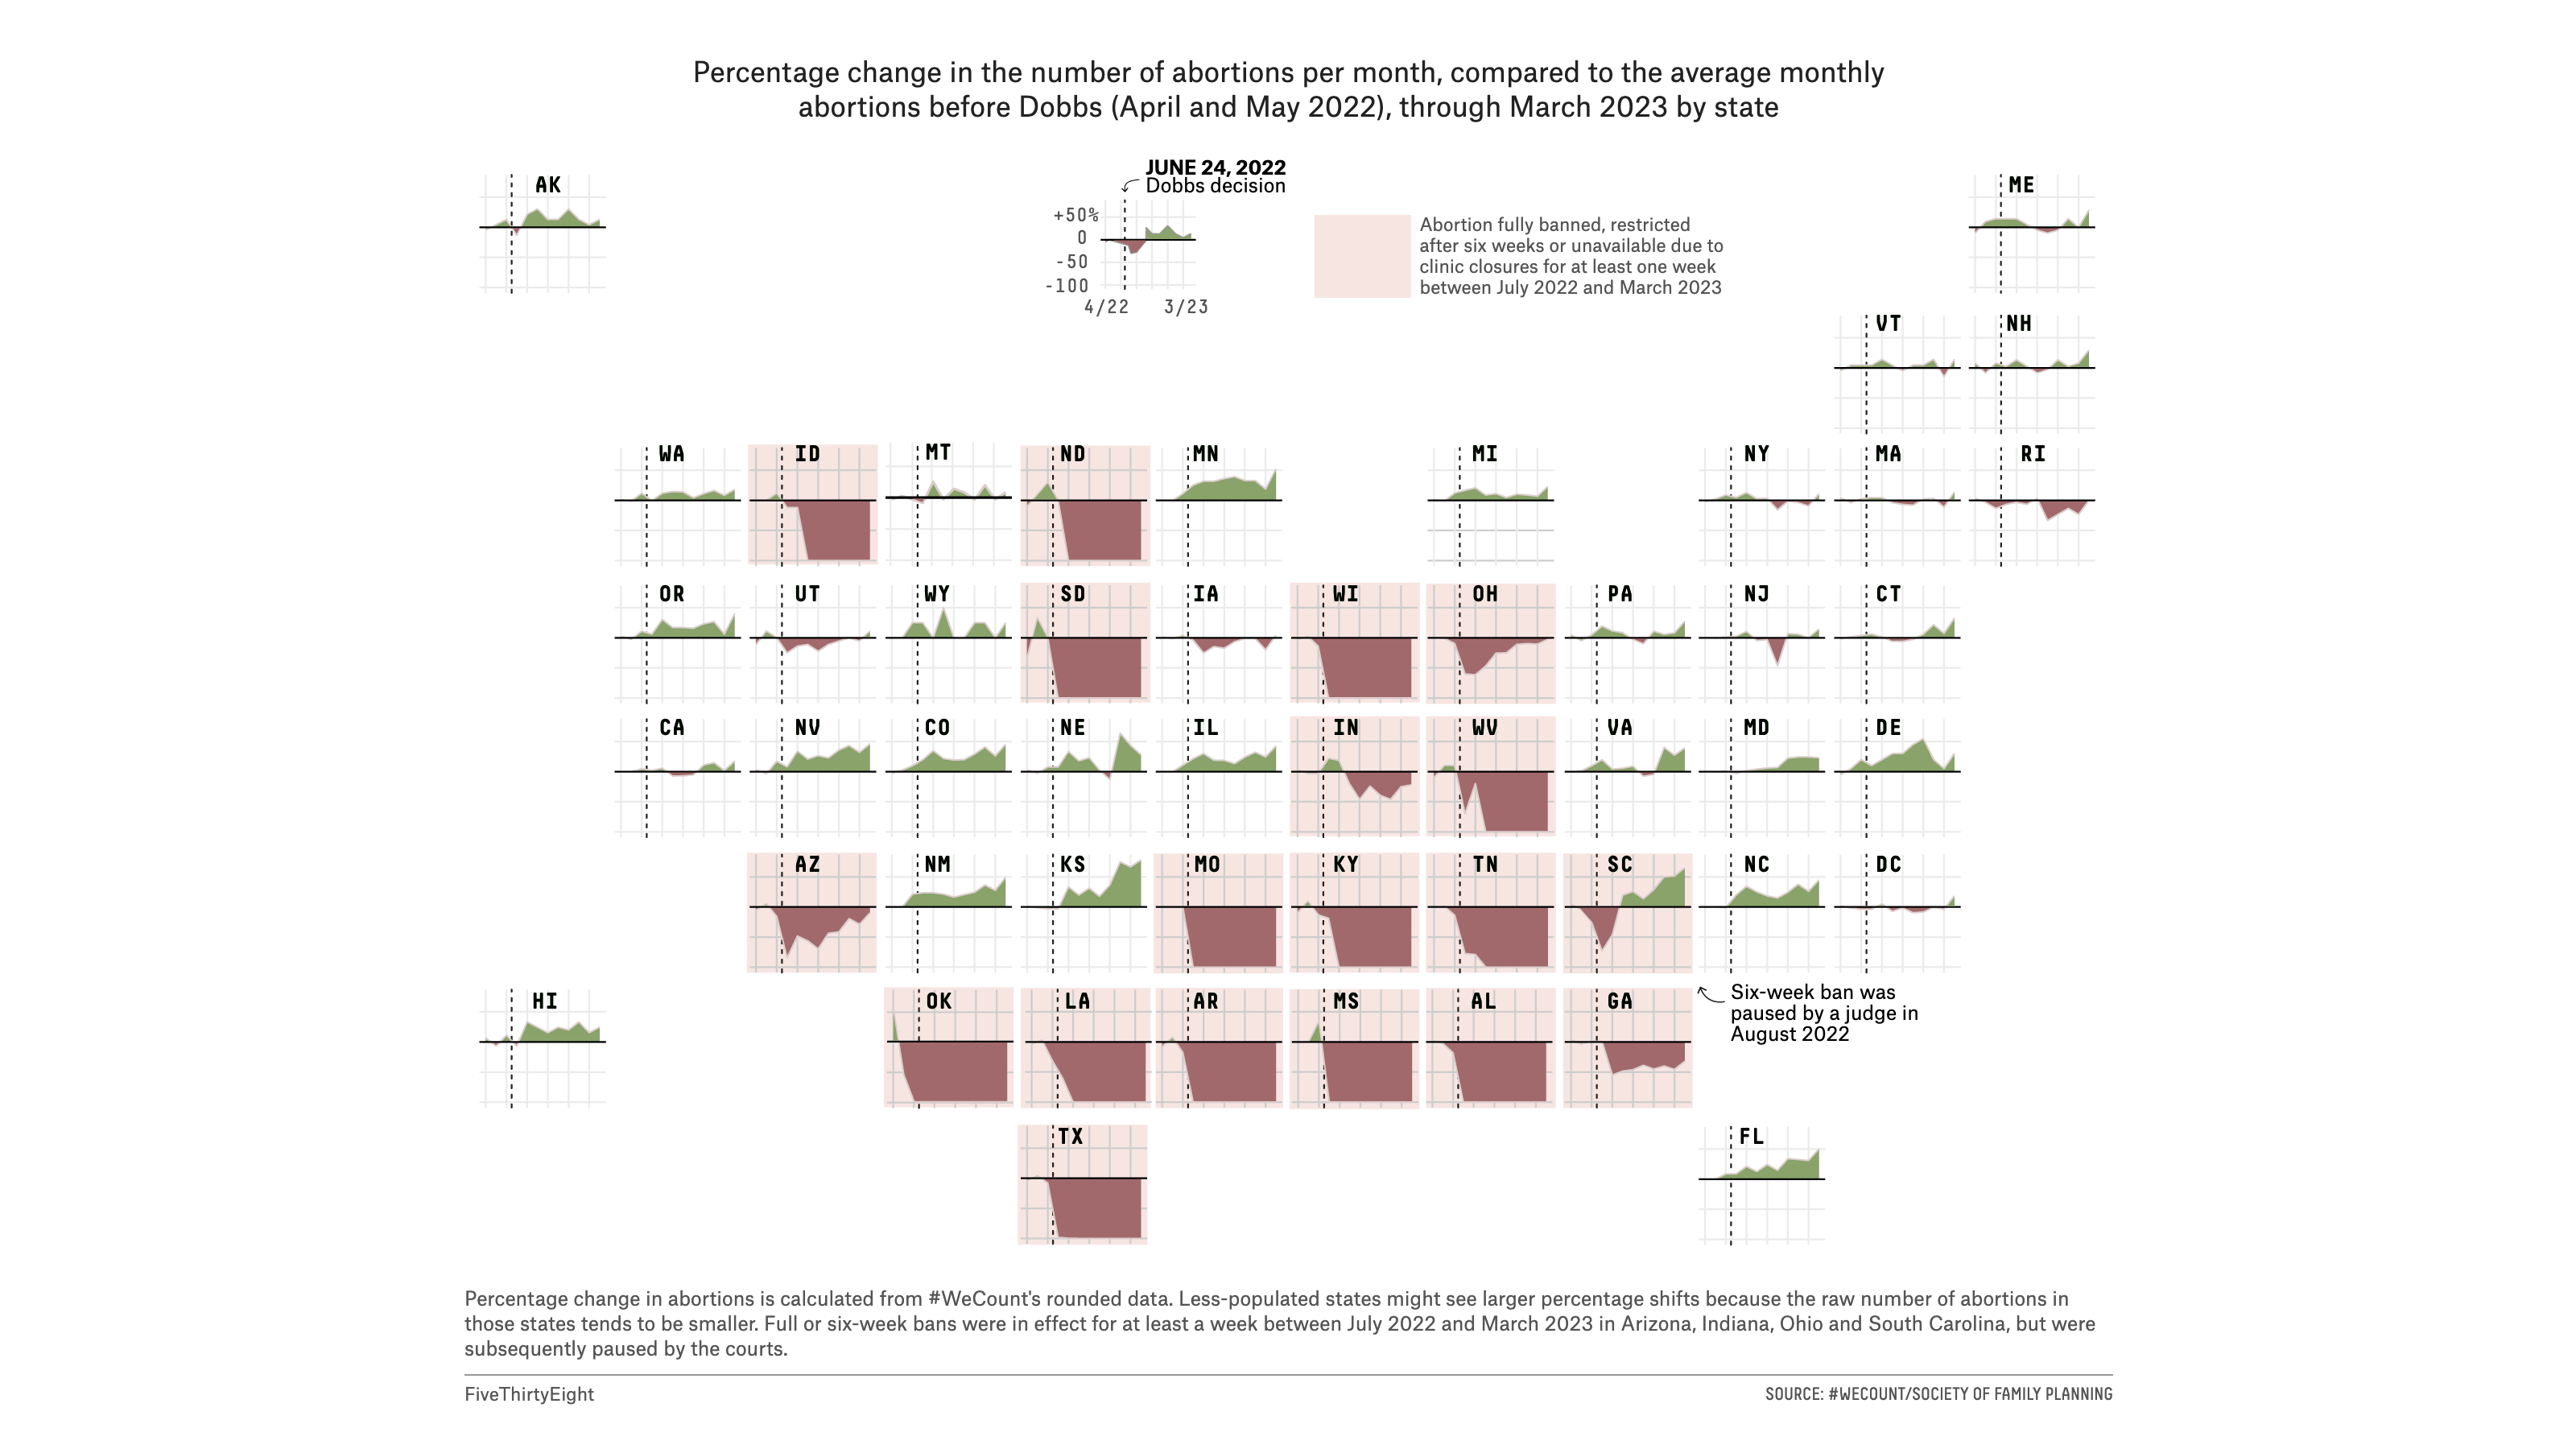 Percentage change in the number of abortions per month, compared to the average monthly
abortions before Dobbs (April and May 2022), through March 2023 by state
AK
JUNE 24, 2022
Dobbs decision
+50%
0
-50
-100
4/22 3/23
Abortion fully banned, restricted
after six weeks or unavailable due to
clinic closures for at least one week
between July 2022 and March 2023
ME
VT NH
WA ID MT ND MN MI NY MA RI
OR UT WY SD IA WI OH PA NJ CT
CA NV CO NE IL IN WV VA MD DE
AZ NM KS MO KY TN SC NC DC
HI OK LA AR MS AL GA
Six-week ban was
paused by a judge in
August 2022
TX FL
Percentage change in abortions is calculated from #WeCount's rounded data. Less-populated states might see larger percentage shifts because the raw number of abortions in
those states tends to be smaller. Full or six-week bans were in effect for at least a week between July 2022 and March 2023 in Arizona, Indiana, Ohio and South Carolina, but were
subsequently paused by the courts.
FiveThirtyEight
SOURCE: #WECOUNT/SOCIETY OF FAMILY PLANNING